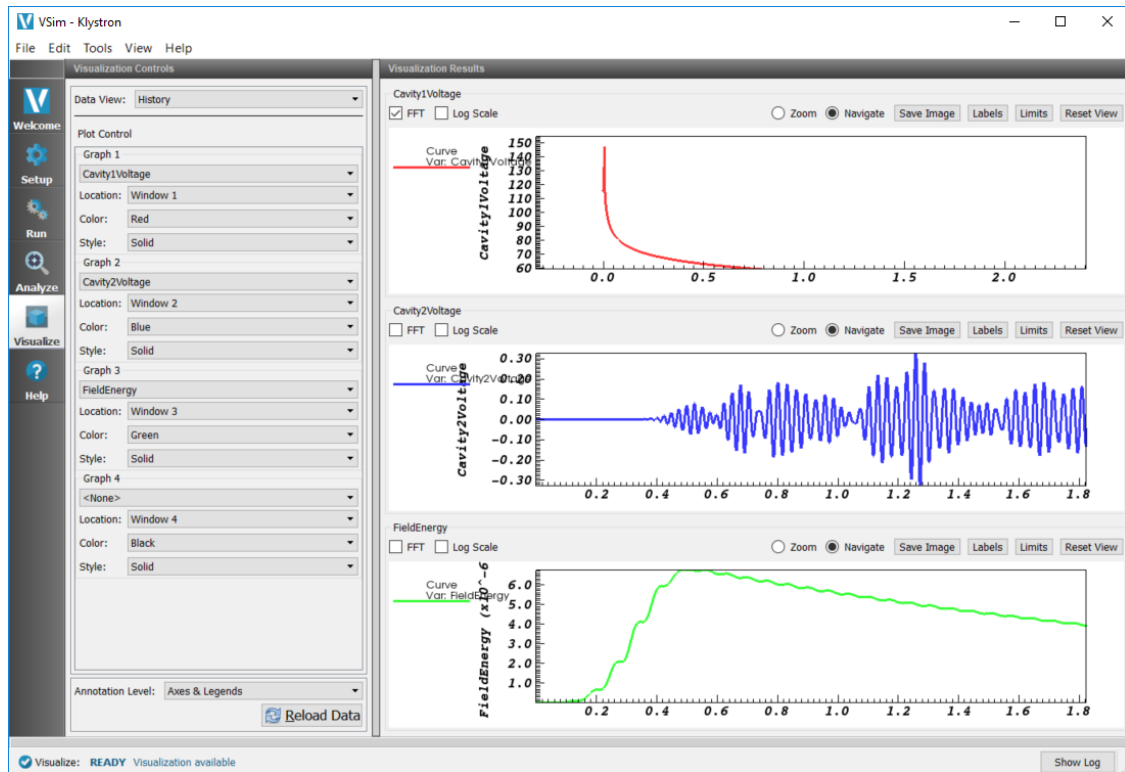 VSim - Klystron
File Edit Tools View Help
Visualization Controls
Welcome
Setup
Run
Analyze
Visualize
Help
Data View: History
Plot Control
Graph 1
Cavity1Voltage
Location: Window 1
Color: Red
Style: Solid
Graph 2
Cavity2Voltage
Location: Window 2
Color: Blue
Style: Solid
Graph 3
FieldEnergy
Location: Window 3
Color: Green
Style: Solid
Graph 4
<None>
Location: Window 4
Color: Black
Style: Solid
Annotation Level: Axes & Legends
Reload Data
Visualization Results
Cavity1Voltage
FFT Log Scale Zoom Navigate Save Image Labels Limits Reset View
Curve
Var: Cavity1Voltage
Cavity1Voltage
150
140
130
120
110
100
90
80
70
60
0.0 0.5 1.0 1.5 2.0
Cavity2Voltage
FFT Log Scale Zoom Navigate Save Image Labels Limits Reset View
Curve
Var: Cavity2Voltage
Cavity2Voltage
0.30
0.20
0.10
0.00
-0.10
-0.20
-0.30
0.2 0.4 0.6 0.8 1.0 1.2 1.4 1.6 1.8
FieldEnergy
FFT Log Scale Zoom Navigate Save Image Labels Limits Reset View
Curve
Var: FieldEnergy
FieldEnergy (x10^-6
6.0
5.0
4.0
3.0
2.0
1.0
0.2 0.4 0.6 0.8 1.0 1.2 1.4 1.6 1.8
Visualize: READY Visualization available
Show Log